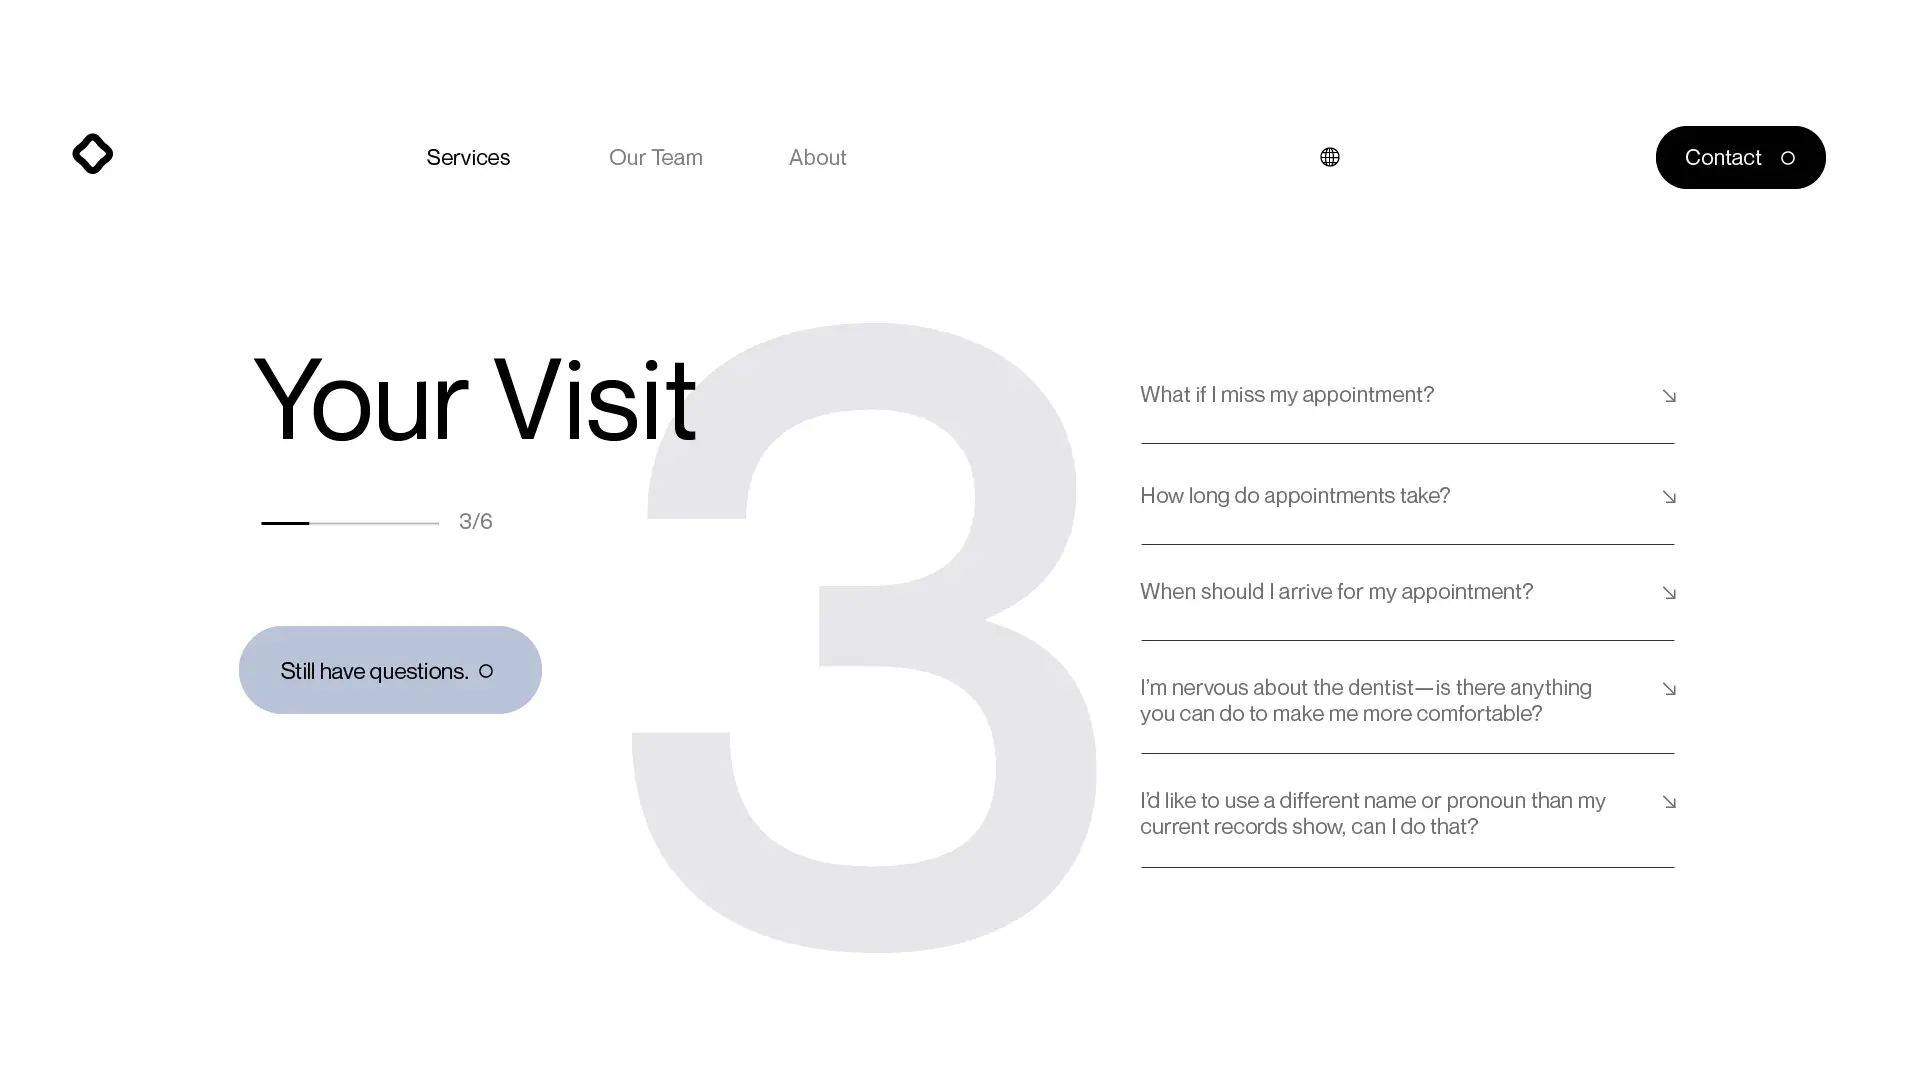 Services
Our Team
About
Contact
Your Visit
3/6
Still have questions.
3
What if I miss my appointment?
How long do appointments take?
When should I arrive for my appointment?
I’m nervous about the dentist—is there anything
you can do to make me more comfortable?
I’d like to use a different name or pronoun than my
current records show, can I do that?